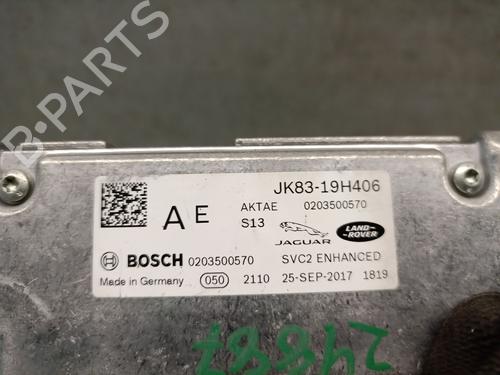 B-PARTS
JK83-19H406
A E
AKTAE 0203500570
S13 JAGUAR LAND-ROVER
BOSCH 0203500570 SVC2 ENHANCED
Made in Germany 050 2110 25-SEP-2017 1819
24887